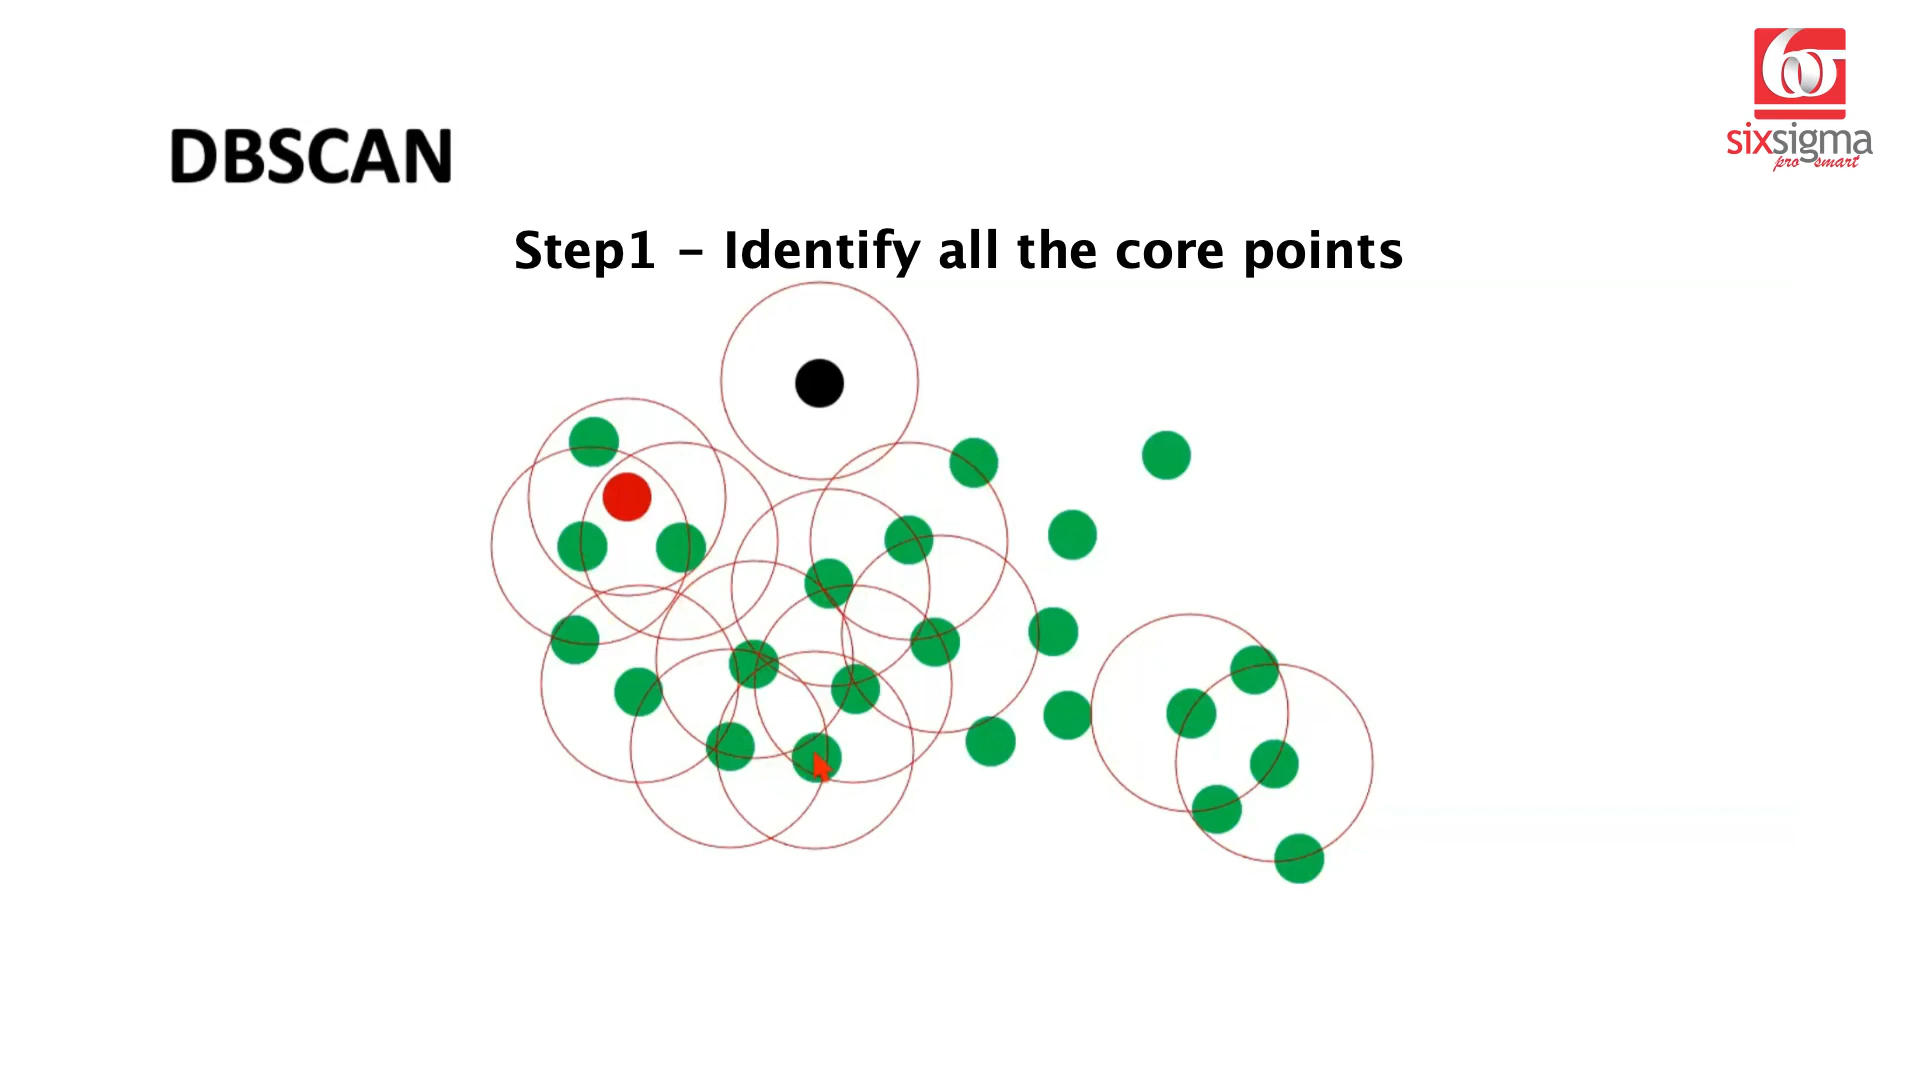 DBSCAN
sixsigma
pro smart
Step1 - Identify all the core points